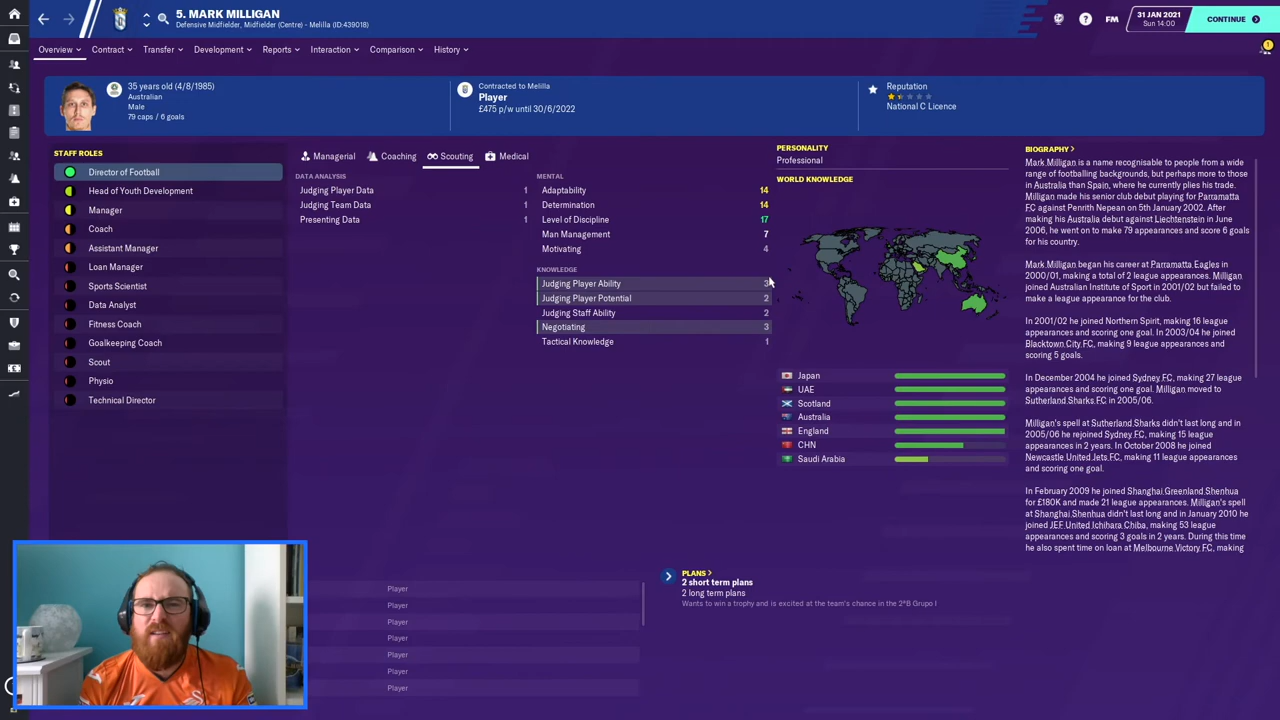 5. MARK MILLIGAN
Defensive Midfielder, Midfielder (Centre) - Melilla (ID:439018)
FM
31 JAN 2021
Sun 14:00
CONTINUE
1
Overview
Contract
Transfer
Development
Reports
Interaction
Comparison
History
35 years old (4/8/1985)
Australian
Male
79 caps / 6 goals
Contracted to Melilla
Player
£475 p/w until 30/6/2022
Reputation
National C Licence
STAFF ROLES
Director of Football
Head of Youth Development
Manager
Coach
Assistant Manager
Loan Manager
Sports Scientist
Data Analyst
Fitness Coach
Goalkeeping Coach
Scout
Physio
Technical Director
Managerial
Coaching
Scouting
Medical
DATA ANALYSIS
Judging Player Data 1
Judging Team Data 1
Presenting Data 1
MENTAL
Adaptability 14
Determination 14
Level of Discipline 17
Man Management 7
Motivating 4
KNOWLEDGE
Judging Player Ability 3
Judging Player Potential 2
Judging Staff Ability 2
Negotiating 3
Tactical Knowledge 1
PERSONALITY
Professional
WORLD KNOWLEDGE
Japan
UAE
Scotland
Australia
England
CHN
Saudi Arabia
BIOGRAPHY
Mark Milligan is a name recognisable to people from a wide
range of footballing backgrounds, but perhaps more to those
in Australia than Spain, where he currently plies his trade.
Milligan made his senior club debut playing for Parramatta
FC against Penrith Nepean on 5th January 2002. After
making his Australia debut against Liechtenstein in June
2006, he went on to make 79 appearances and score 6 goals
for his country.
Mark Milligan began his career at Parramatta Eagles in
2000/01, making a total of 2 league appearances. Milligan
joined Australian Institute of Sport in 2001/02 but failed to
make a league appearance for the club.
In 2001/02 he joined Northern Spirit, making 16 league
appearances and scoring one goal. In 2003/04 he joined
Blacktown City FC, making 9 league appearances and
scoring 5 goals.
In December 2004 he joined Sydney FC, making 27 league
appearances and scoring one goal. Milligan moved to
Sutherland Sharks FC in 2005/06.
Milligan's spell at Sutherland Sharks didn't last long and in
2005/06 he rejoined Sydney FC, making 15 league
appearances in 2 years. In October 2008 he joined
Newcastle United Jets FC, making 11 league appearances
and scoring one goal.
In February 2009 he joined Shanghai Greenland Shenhua
for £180K and made 21 league appearances. Milligan's spell
at Shanghai Shenhua didn't last long and in January 2010 he
joined JEF United Ichihara Chiba, making 53 league
appearances and scoring 3 goals in 2 years. During this time
he also spent time on loan at Melbourne Victory FC, making
Player
Player
Player
Player
Player
Player
Player
PLANS
2 short term plans
2 long term plans
Wants to win a trophy and is excited at the team's chance in the 2ªB Grupo I